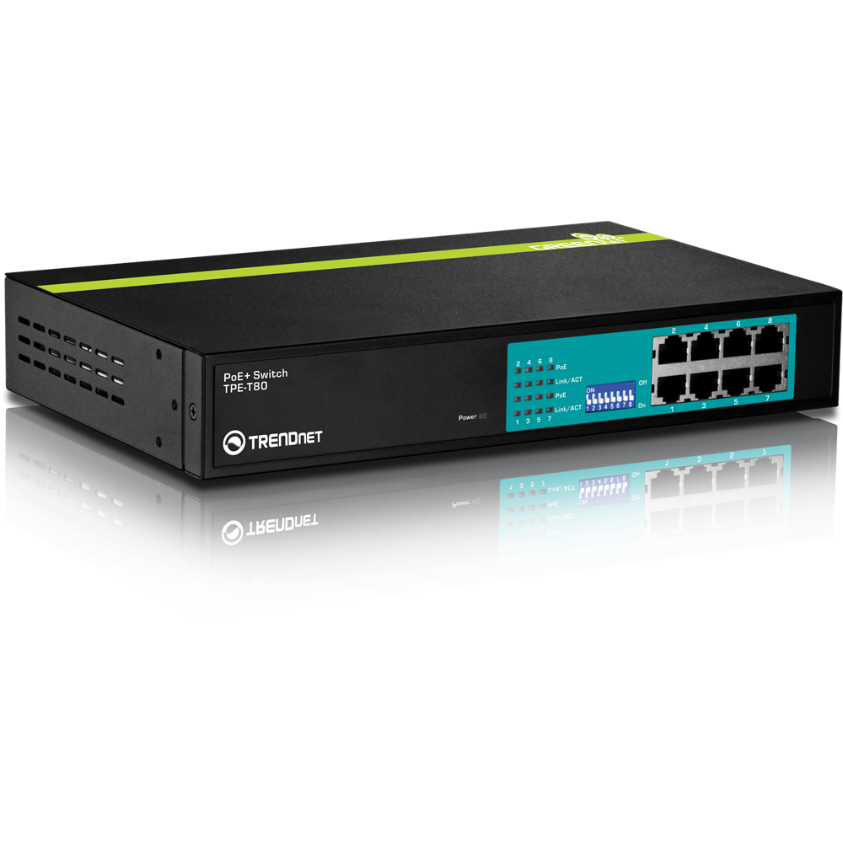 GREENnet
PoE+ Switch
TPE-T80
TRENDNET
Power
2 4 6 8
PoE
Link/ACT
PoE
Link/ACT
1 3 5 7
ON
1 2 3 4 5 6 7 8
Off
On
2 4 6 8
1 3 5 7